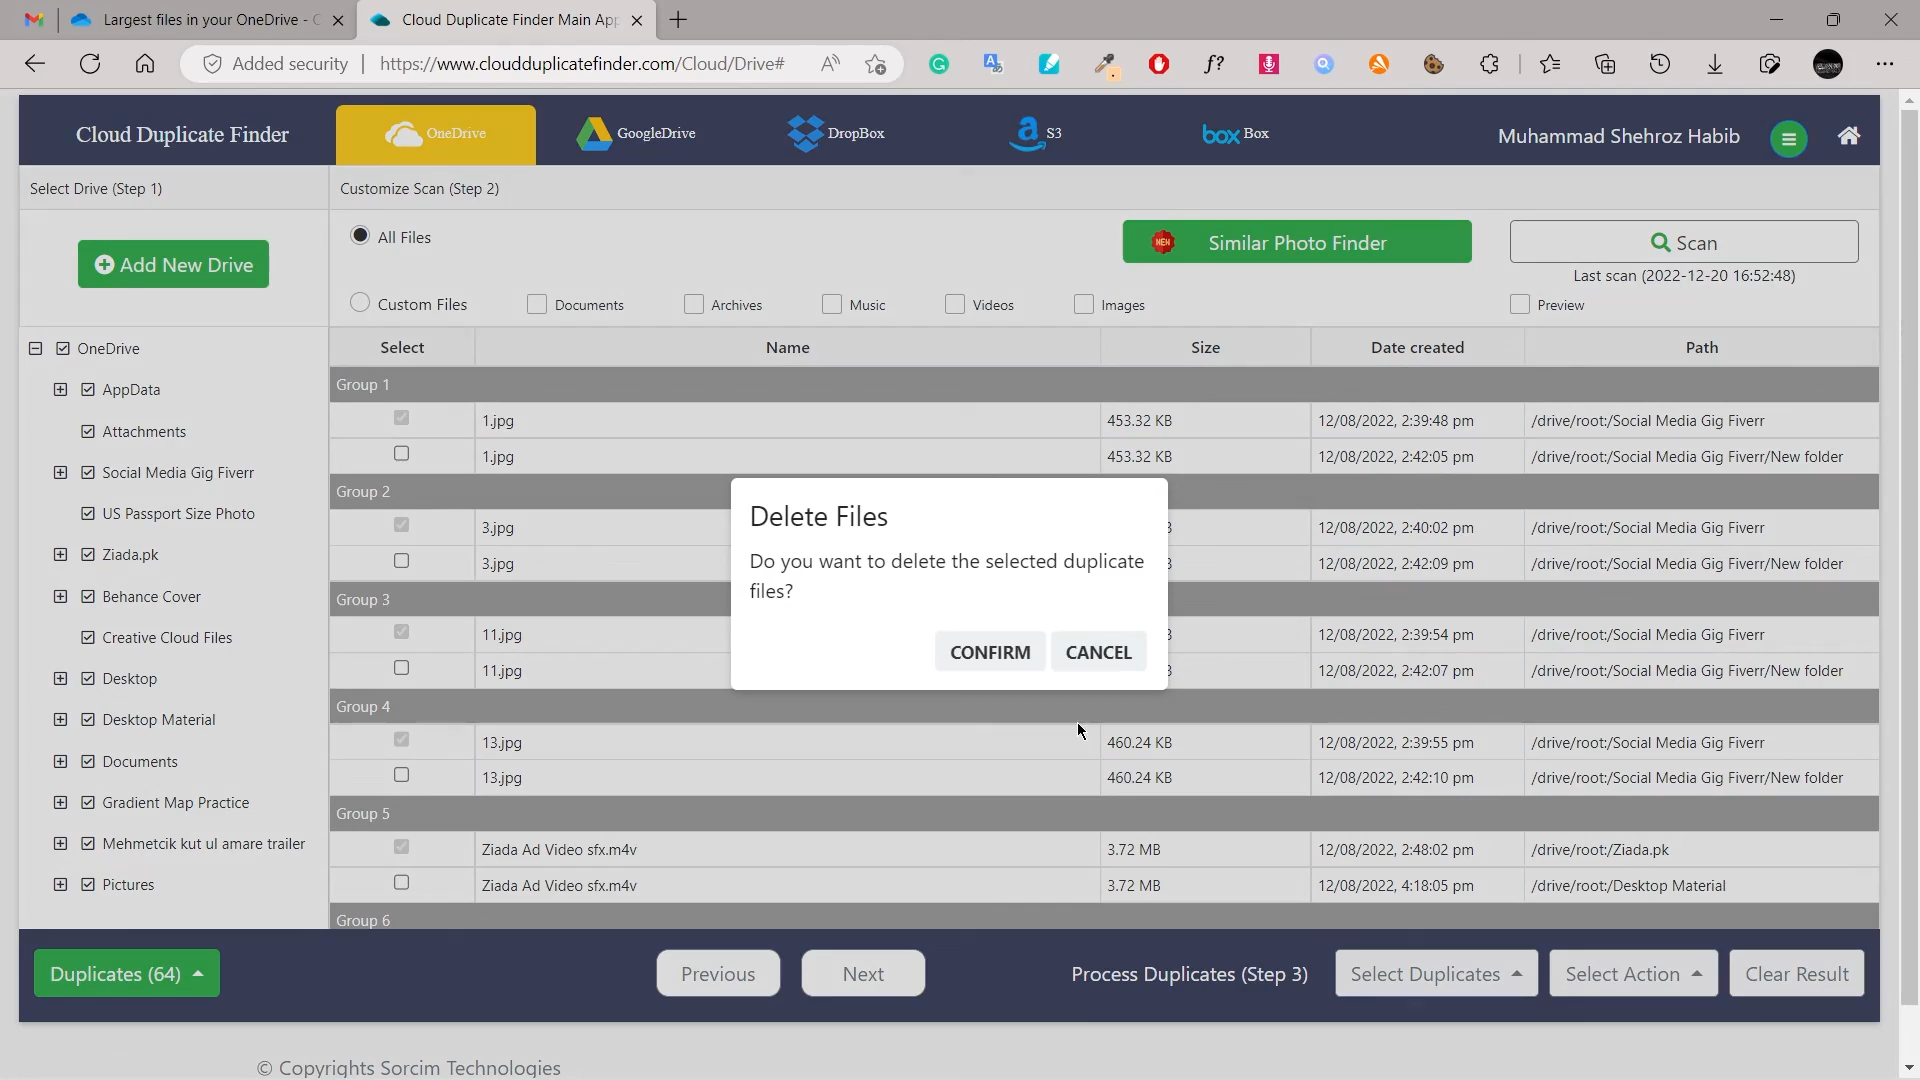 Largest files in your OneDrive -
Cloud Duplicate Finder Main App
Added security
https://www.cloudduplicatefinder.com/Cloud/Drive#
Cloud Duplicate Finder
OneDrive
GoogleDrive
DropBox
S3
box Box
Muhammad Shehroz Habib
Select Drive (Step 1)
Customize Scan (Step 2)
Add New Drive
All Files
NEW Similar Photo Finder
Scan
Last scan (2022-12-20 16:52:48)
Custom Files
Documents
Archives
Music
Videos
Images
Preview
OneDrive
AppData
Attachments
Social Media Gig Fiverr
US Passport Size Photo
Ziada.pk
Behance Cover
Creative Cloud Files
Desktop
Desktop Material
Documents
Gradient Map Practice
Mehmetcik kut ul amare trailer
Pictures
Select Name Size Date created Path
Group 1
1.jpg 453.32 KB 12/08/2022, 2:39:48 pm /drive/root:/Social Media Gig Fiverr
1.jpg 453.32 KB 12/08/2022, 2:42:05 pm /drive/root:/Social Media Gig Fiverr/New folder
Group 2
3.jpg 12/08/2022, 2:40:02 pm /drive/root:/Social Media Gig Fiverr
3.jpg 12/08/2022, 2:42:09 pm /drive/root:/Social Media Gig Fiverr/New folder
Group 3
11.jpg 12/08/2022, 2:39:54 pm /drive/root:/Social Media Gig Fiverr
11.jpg 12/08/2022, 2:42:07 pm /drive/root:/Social Media Gig Fiverr/New folder
Group 4
13.jpg 460.24 KB 12/08/2022, 2:39:55 pm /drive/root:/Social Media Gig Fiverr
13.jpg 460.24 KB 12/08/2022, 2:42:10 pm /drive/root:/Social Media Gig Fiverr/New folder
Group 5
Ziada Ad Video sfx.m4v 3.72 MB 12/08/2022, 2:48:02 pm /drive/root:/Ziada.pk
Ziada Ad Video sfx.m4v 3.72 MB 12/08/2022, 4:18:05 pm /drive/root:/Desktop Material
Group 6
Delete Files
Do you want to delete the selected duplicate
files?
CONFIRM
CANCEL
Duplicates (64)
Previous
Next
Process Duplicates (Step 3)
Select Duplicates
Select Action
Clear Result
© Copyrights Sorcim Technologies